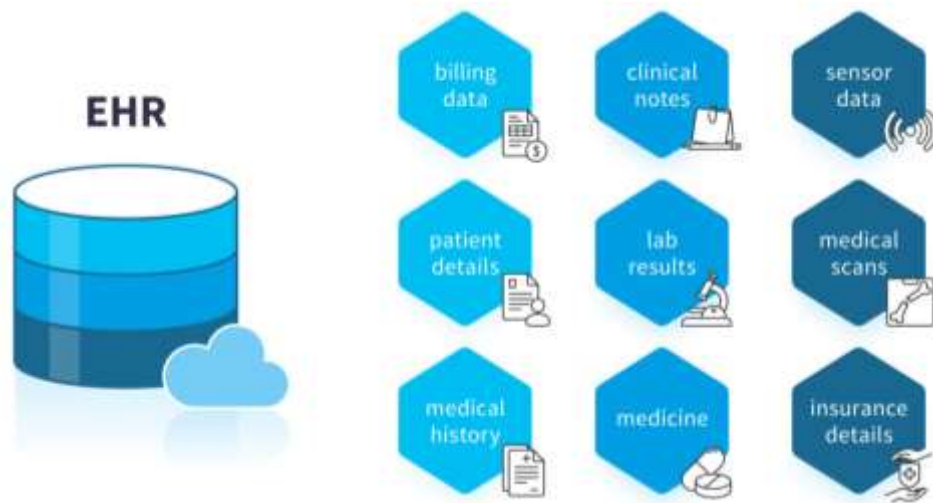 EHR
billing
data
clinical
notes
sensor
data
patient
details
lab
results
medical
scans
medical
history
medicine
insurance
details